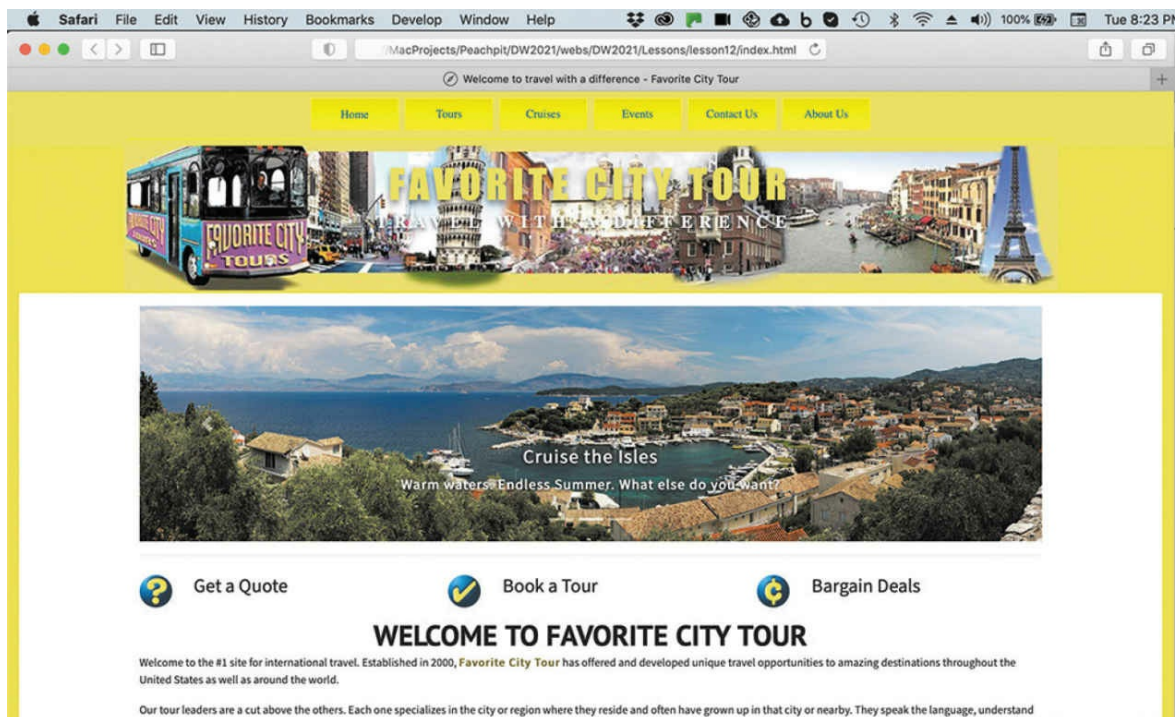 Safari File Edit View History Bookmarks Develop Window Help 100% Tue 8:23 PM
/MacProjects/Peachpit/DW2021/webs/DW2021/Lessons/lesson12/index.html
Welcome to travel with a difference - Favorite City Tour
Home Tours Cruises Events Contact Us About Us
FAVORITE CITY TOUR
TRAVEL WITH A DIFFERENCE
FAVORITE CITY
TOURS
Cruise the Isles
Warm waters. Endless Summer. What else do you want?
Get a Quote Book a Tour Bargain Deals
WELCOME TO FAVORITE CITY TOUR
Welcome to the #1 site for international travel. Established in 2000, Favorite City Tour has offered and developed unique travel opportunities to amazing destinations throughout the
United States as well as around the world.
Our tour leaders are a cut above the others. Each one specializes in the city or region where they reside and often have grown up in that city or nearby. They speak the language, understand